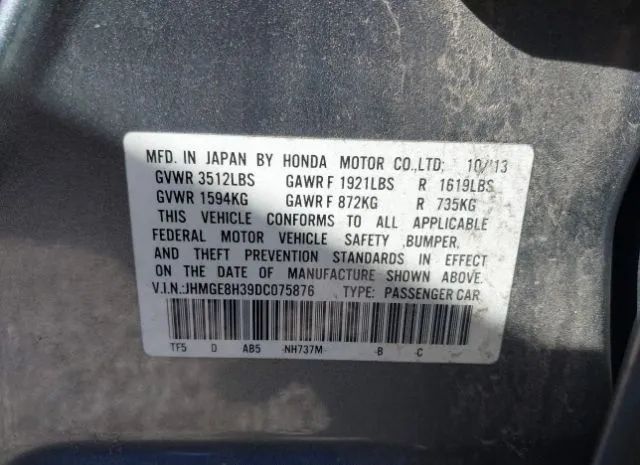 MFD. IN JAPAN BY HONDA MOTOR CO.,LTD: 10/13
GVWR 3512LBS GAWR F 1921LBS R 1619LBS
GVWR 1594KG GAWR F 872KG R 735KG
THIS VEHICLE CONFORMS TO ALL APPLICABLE
FEDERAL MOTOR VEHICLE SAFETY ,BUMPER,
AND THEFT PREVENTION STANDARDS IN EFFECT
ON THE DATE OF MANUFACTURE SHOWN ABOVE.
V.I.N.:JHMGE8H39DC075876 TYPE: PASSENGER CAR
TF5 D AB5 -NH737M -B -C